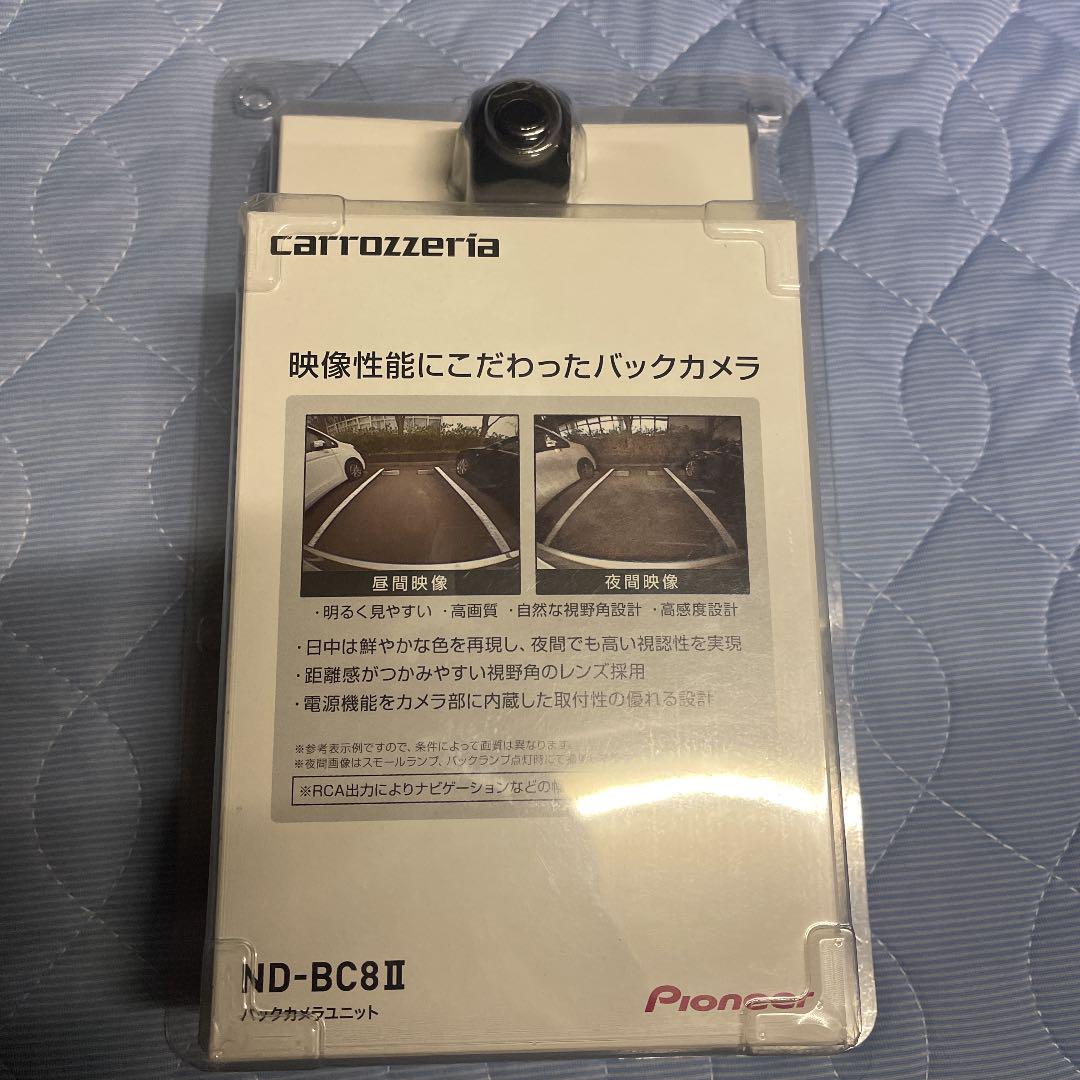 carrozzeria
映像性能にこだわったバックカメラ
昼間映像 夜間映像
・明るく見やすい ・高画質 ・自然な視野角設計 ・高感度設計
・日中は鮮やかな色を再現し、夜間でも高い視認性を実現
・距離感がつかみやすい視野角のレンズ採用
・電源機能をカメラ部に内蔵した取付性の優れる設計
※参考表示例ですので、条件によって画質は異なります。
※夜間画像はスモールランプ、バックランプ点灯時にて
※RCA出力によりナビゲーションなどの
ND-BC8Ⅱ
バックカメラユニット
Pioneer